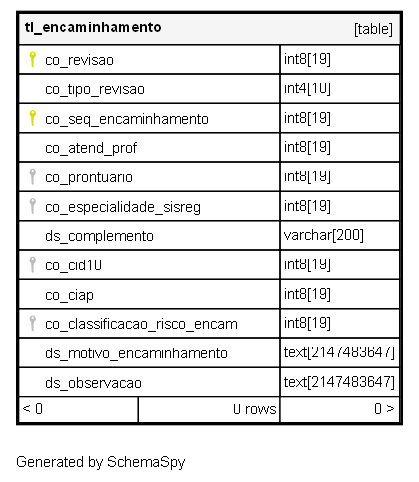 tl_encaminhamento [table]
co_revisao int8[19]
co_tipo_revisao int4[10]
co_seq_encaminhamento int8[19]
co_atend_prof int8[19]
co_prontuario int8[19]
co_especialidade_sisreg int8[19]
ds_complemento varchar[200]
co_cid10 int8[19]
co_ciap int8[19]
co_classificacao_risco_encam int8[19]
ds_motivo_encaminhamento text[2147483647]
ds_observacao text[2147483647]
< 0 0 rows 0 >
Generated by SchemaSpy